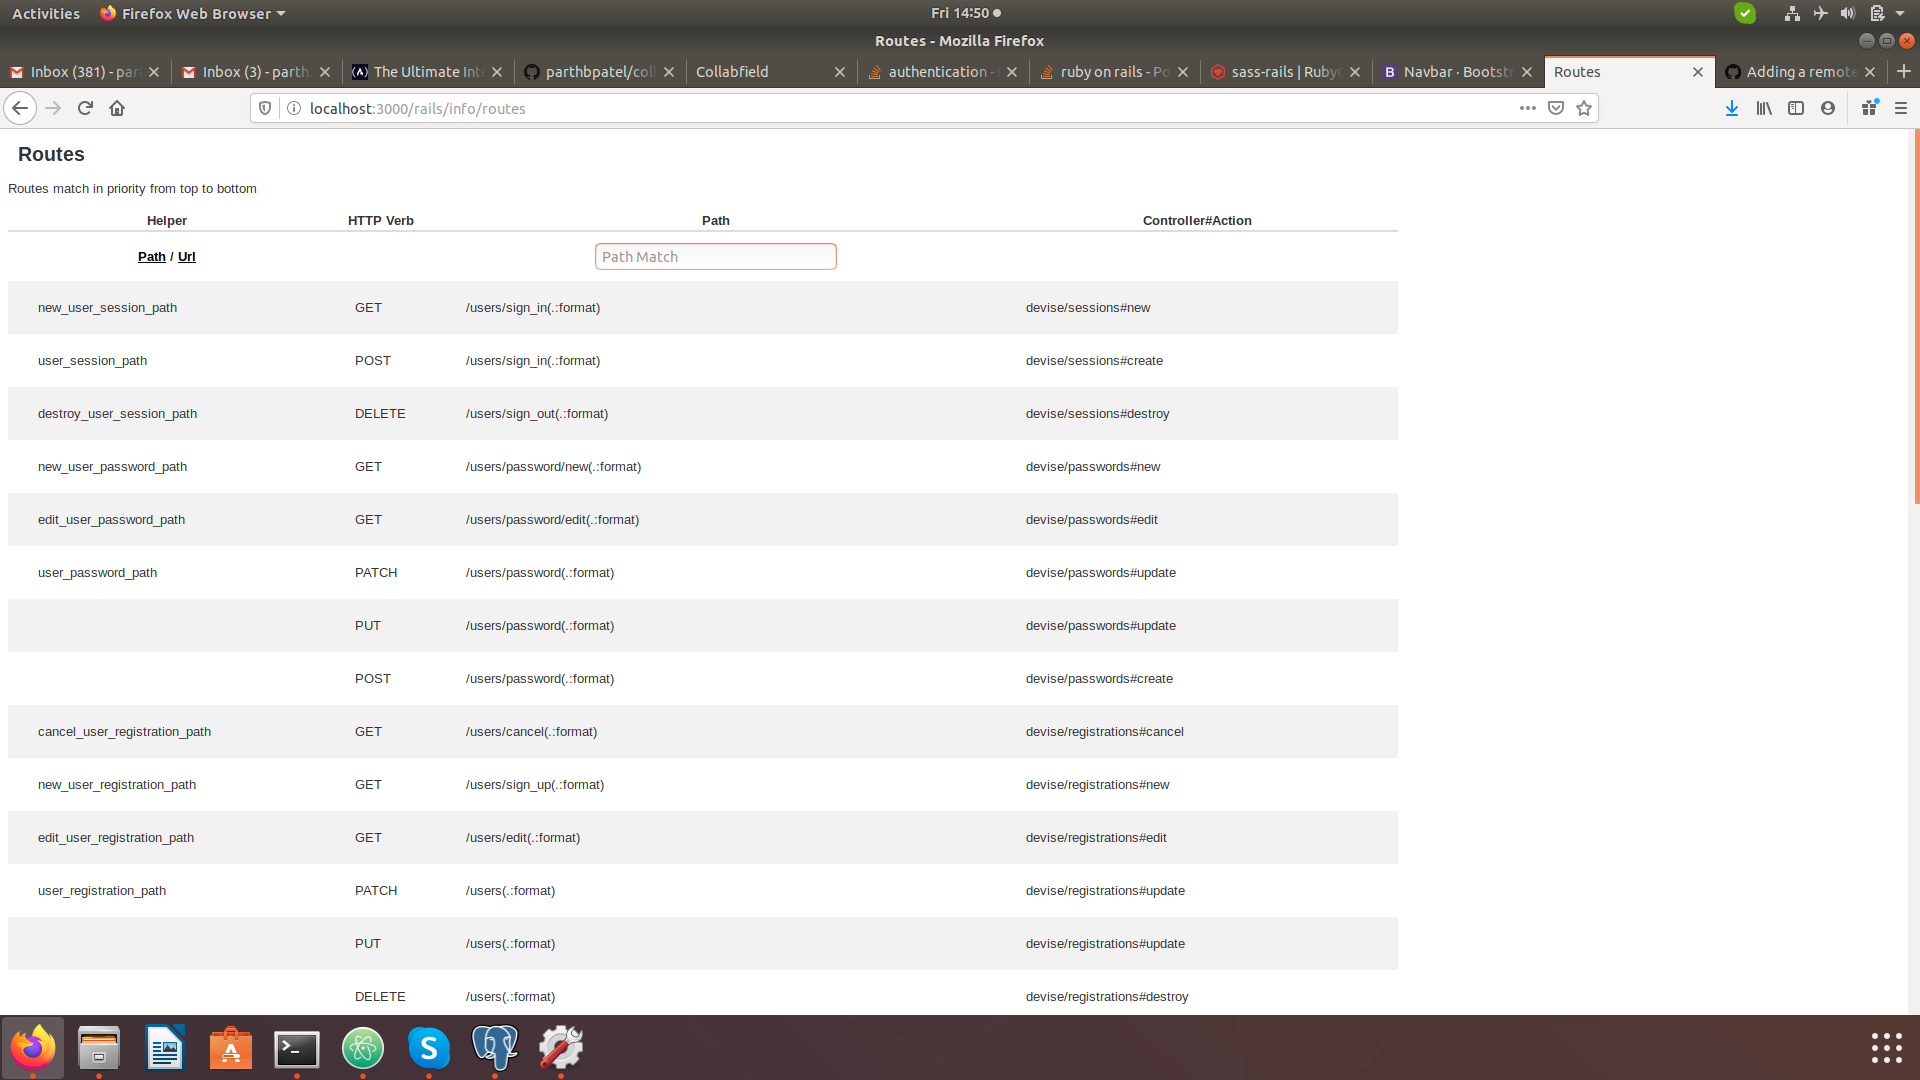 Activities Firefox Web Browser Fri 14:50
Routes - Mozilla Firefox
Inbox (381) - par Inbox (3) - parth. The Ultimate Int parthbpatel/coll Collabfield authentication - ruby on rails - Po sass-rails | Ruby Navbar · Bootst Routes Adding a remote
localhost:3000/rails/info/routes
Routes
Routes match in priority from top to bottom
Helper HTTP Verb Path Controller#Action
Path / Url Path Match
new_user_session_path GET /users/sign_in(.:format) devise/sessions#new
user_session_path POST /users/sign_in(.:format) devise/sessions#create
destroy_user_session_path DELETE /users/sign_out(.:format) devise/sessions#destroy
new_user_password_path GET /users/password/new(.:format) devise/passwords#new
edit_user_password_path GET /users/password/edit(.:format) devise/passwords#edit
user_password_path PATCH /users/password(.:format) devise/passwords#update
PUT /users/password(.:format) devise/passwords#update
POST /users/password(.:format) devise/passwords#create
cancel_user_registration_path GET /users/cancel(.:format) devise/registrations#cancel
new_user_registration_path GET /users/sign_up(.:format) devise/registrations#new
edit_user_registration_path GET /users/edit(.:format) devise/registrations#edit
user_registration_path PATCH /users(.:format) devise/registrations#update
PUT /users(.:format) devise/registrations#update
DELETE /users(.:format) devise/registrations#destroy